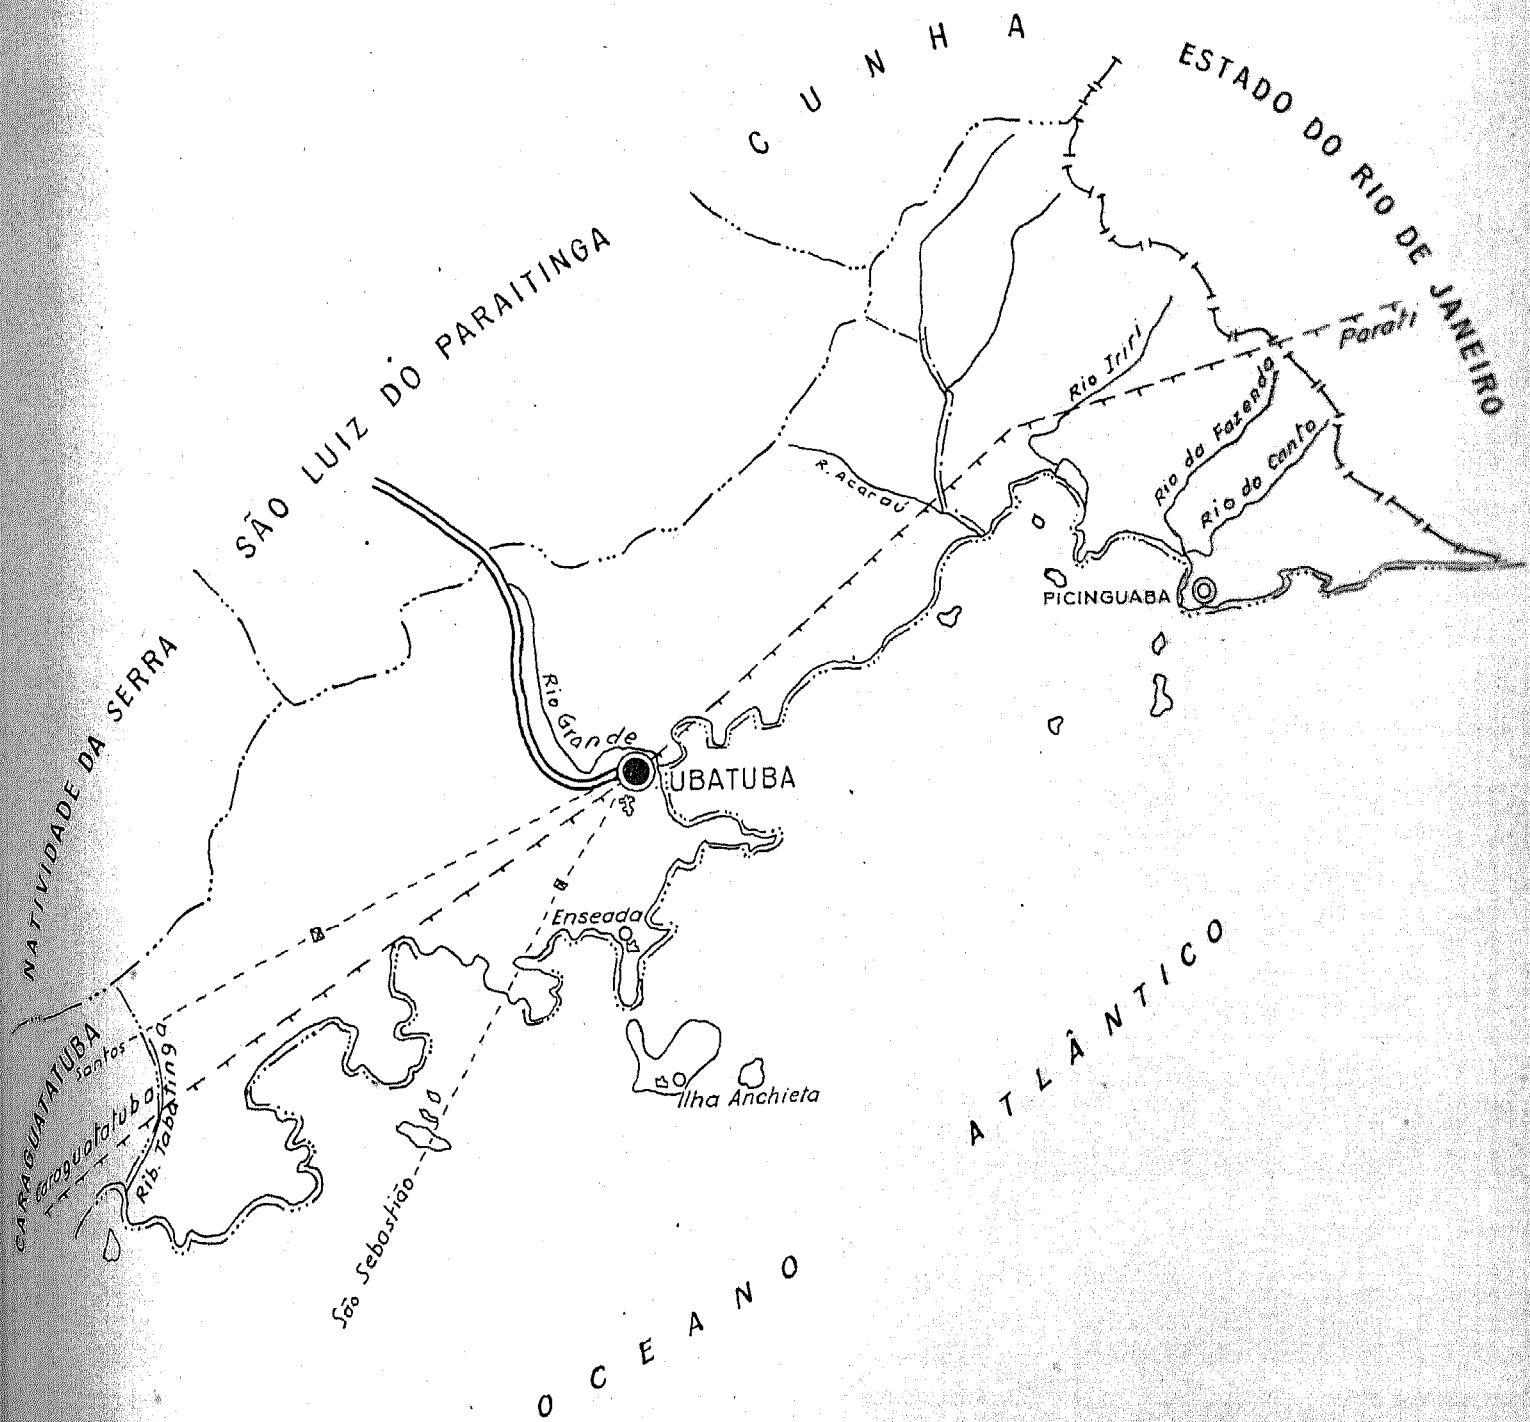 CUNHA
ESTADO DO RIO DE JANEIRO
SÃO LUIZ DO PARAITINGA
Parati
Rio Iriri
Rio da Fazenda
Rio do Canto
R. Acaraú
PICINGUABA
NATIVIDADE DA SERRA
Rio Grande
UBATUBA
Enseada
Ilha Anchieta
CARAGUATATUBA
Santos
Caraguatatuba
Rib. Tabatinga
São Sebastião
OCEANO ATLÂNTICO